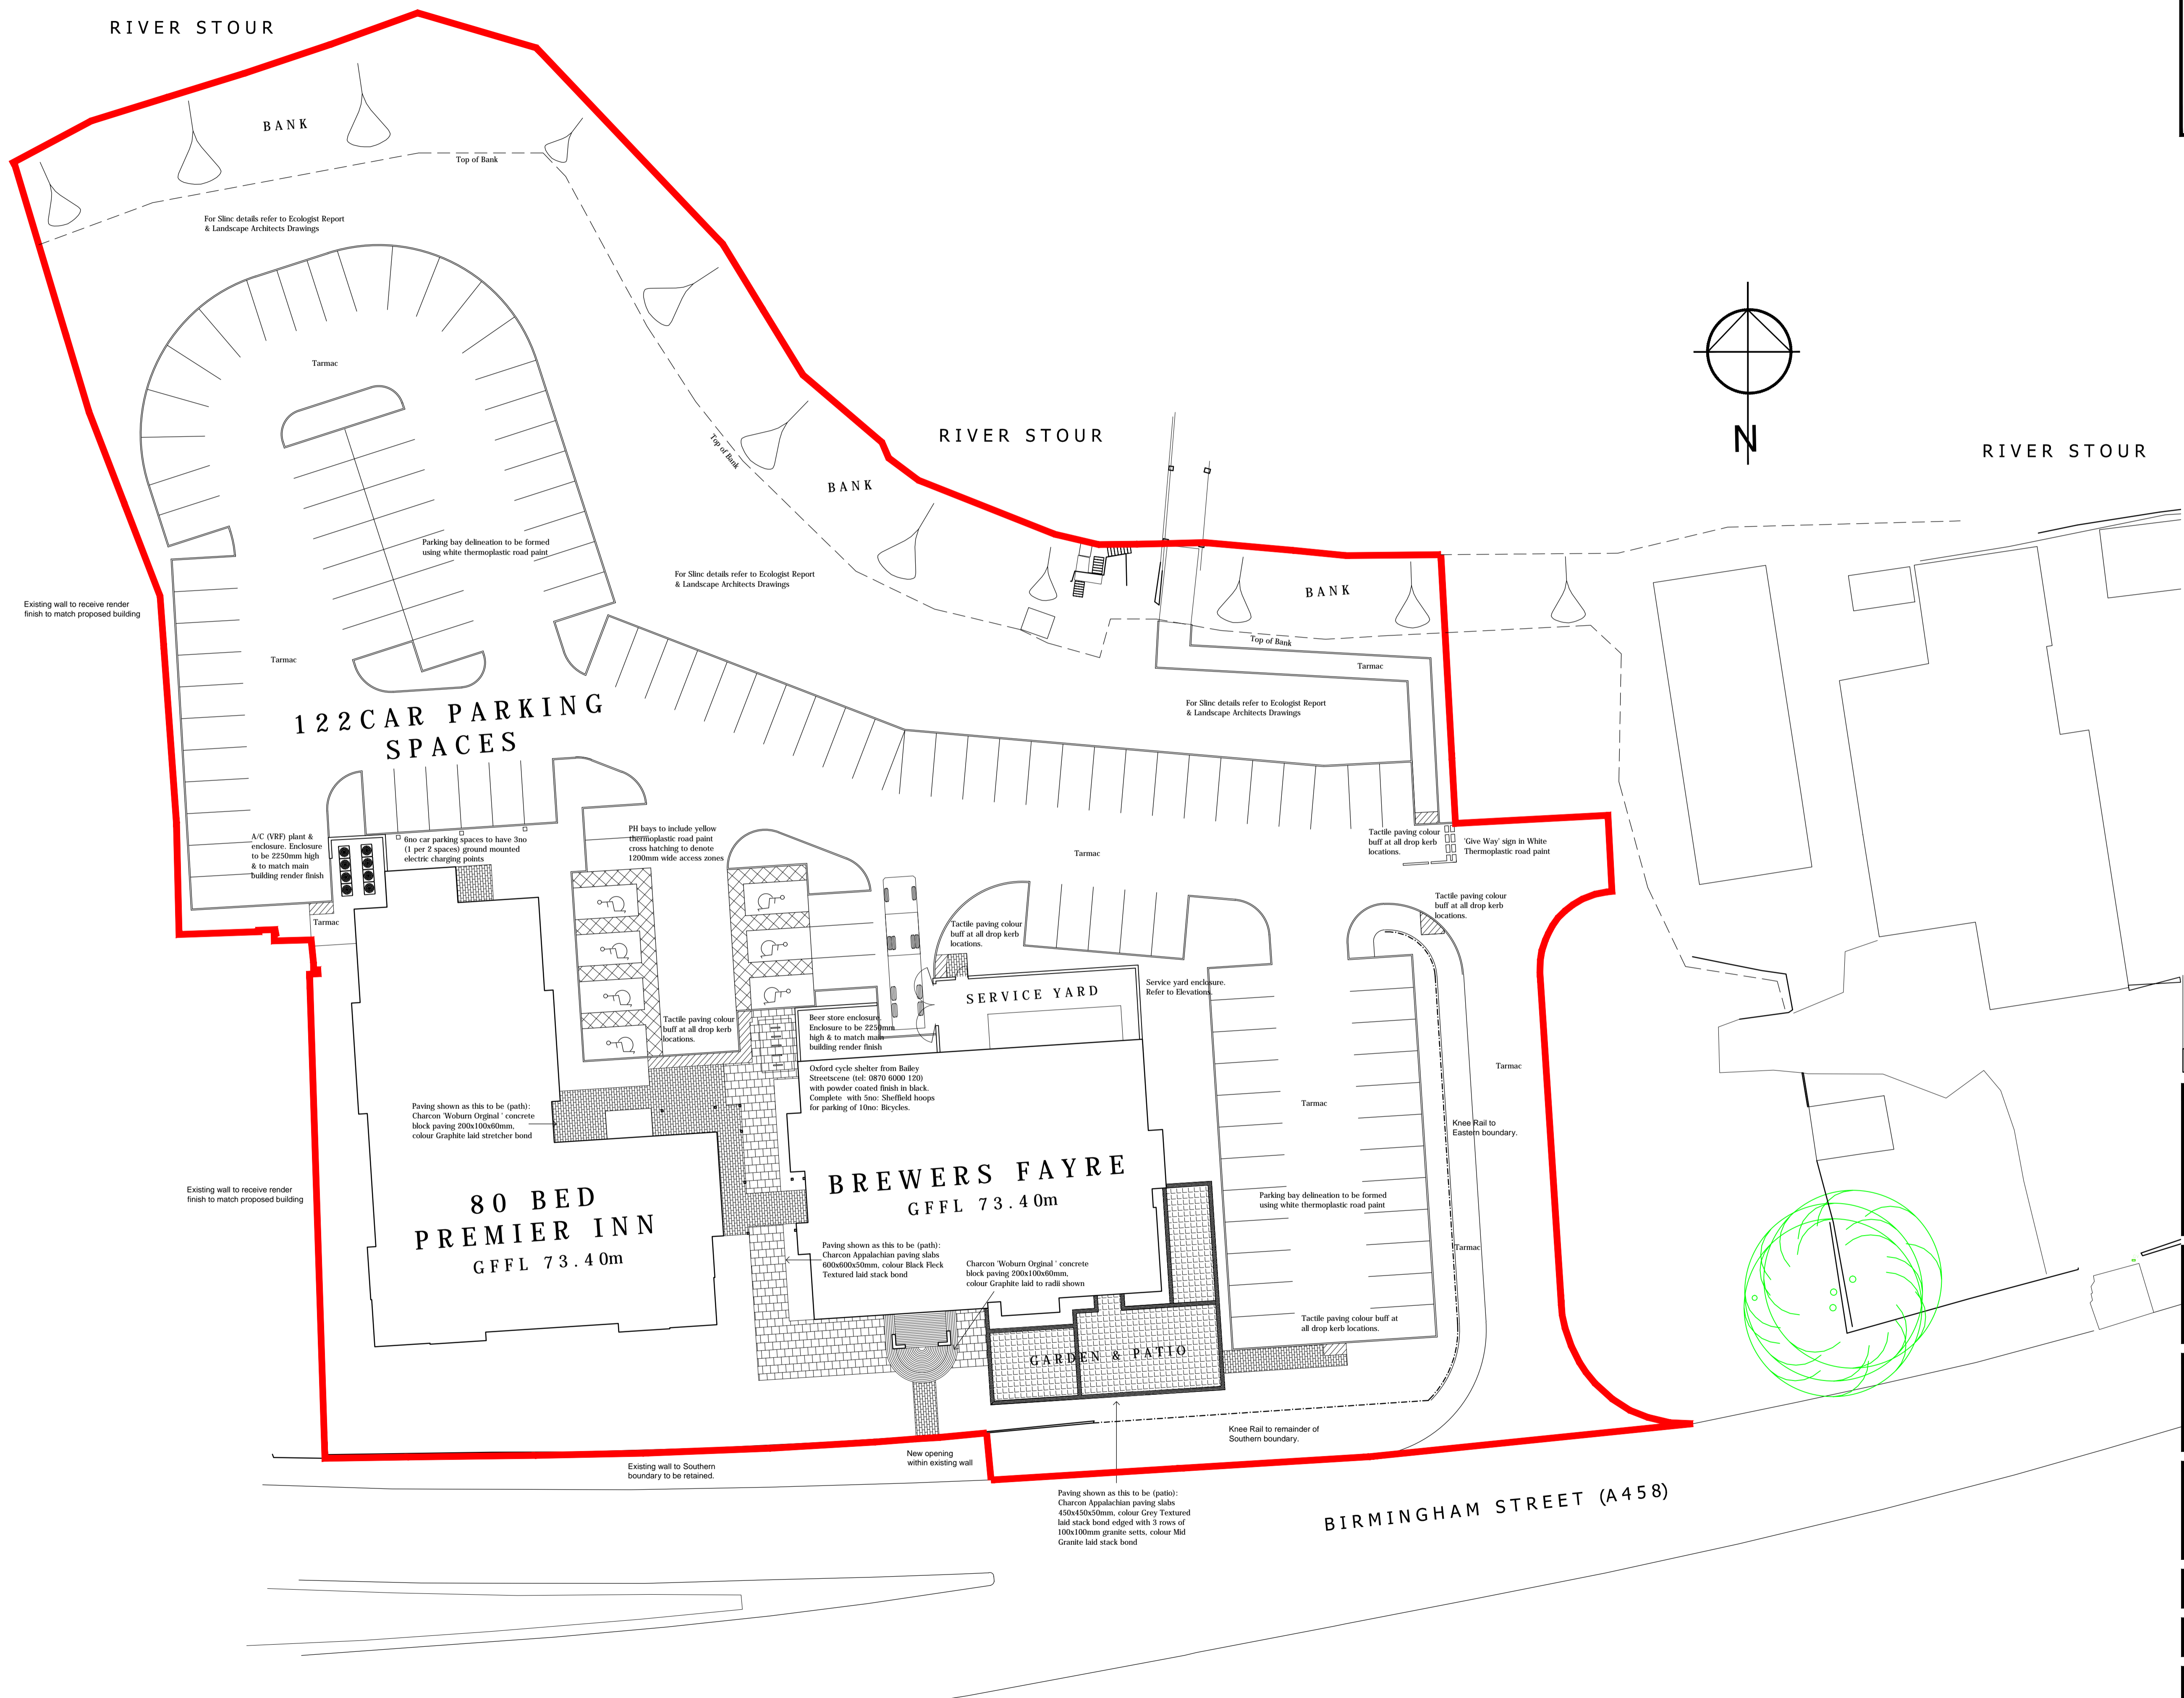 RIVER STOUR
BANK
Top of Bank
For Slinc details refer to Ecologist Report
& Landscape Architects Drawings
Tarmac
RIVER STOUR
N
RIVER STOUR
Top of Bank
BANK
Parking bay delineation to be formed
using white thermoplastic road paint
For Slinc details refer to Ecologist Report
& Landscape Architects Drawings
BANK
Existing wall to receive render
finish to match proposed building
Top of Bank
Tarmac
Tarmac
For Slinc details refer to Ecologist Report
& Landscape Architects Drawings
122CAR PARKING
SPACES
A/C (VRF) plant &
enclosure. Enclosure
to be 2250mm high
& to match main
building render finish
6no car parking spaces to have 3no
(1 per 2 spaces) ground mounted
electric charging points
PH bays to include yellow
thermoplastic road paint
cross hatching to denote
1200mm wide access zones
Tarmac
Tactile paving colour
buff at all drop kerb
locations.
'Give Way' sign in White
Thermoplastic road paint
Tactile paving colour
buff at all drop kerb
locations.
Tarmac
Tactile paving colour
buff at all drop kerb
locations.
SERVICE YARD
Service yard enclosure.
Refer to Elevations.
Tactile paving colour
buff at all drop kerb
locations.
Beer store enclosure.
Enclosure to be 2250mm
high & to match main
building render finish
Oxford cycle shelter from Bailey
Streetscene (tel: 0870 6000 120)
with powder coated finish in black.
Complete with 5no: Sheffield hoops
for parking of 10no: Bicycles.
Tarmac
Tarmac
Paving shown as this to be (path):
Charcon 'Woburn Orginal ' concrete
block paving 200x100x60mm,
colour Graphite laid stretcher bond
Knee Rail to
Eastern boundary.
Existing wall to receive render
finish to match proposed building
80 BED
PREMIER INN
GFFL 73.40m
BREWERS FAYRE
GFFL 73.40m
Parking bay delineation to be formed
using white thermoplastic road paint
Tarmac
Paving shown as this to be (path):
Charcon Appalachian paving slabs
600x600x50mm, colour Black Fleck
Textured laid stack bond
Charcon 'Woburn Orginal ' concrete
block paving 200x100x60mm,
colour Graphite laid to radii shown
Tactile paving colour buff at
all drop kerb locations.
GARDEN & PATIO
Knee Rail to remainder of
Southern boundary.
New opening
within existing wall
Existing wall to Southern
boundary to be retained.
Paving shown as this to be (patio):
Charcon Appalachian paving slabs
450x450x50mm, colour Grey Textured
laid stack bond edged with 3 rows of
100x100mm granite setts, colour Mid
Granite laid stack bond
BIRMINGHAM STREET (A458)